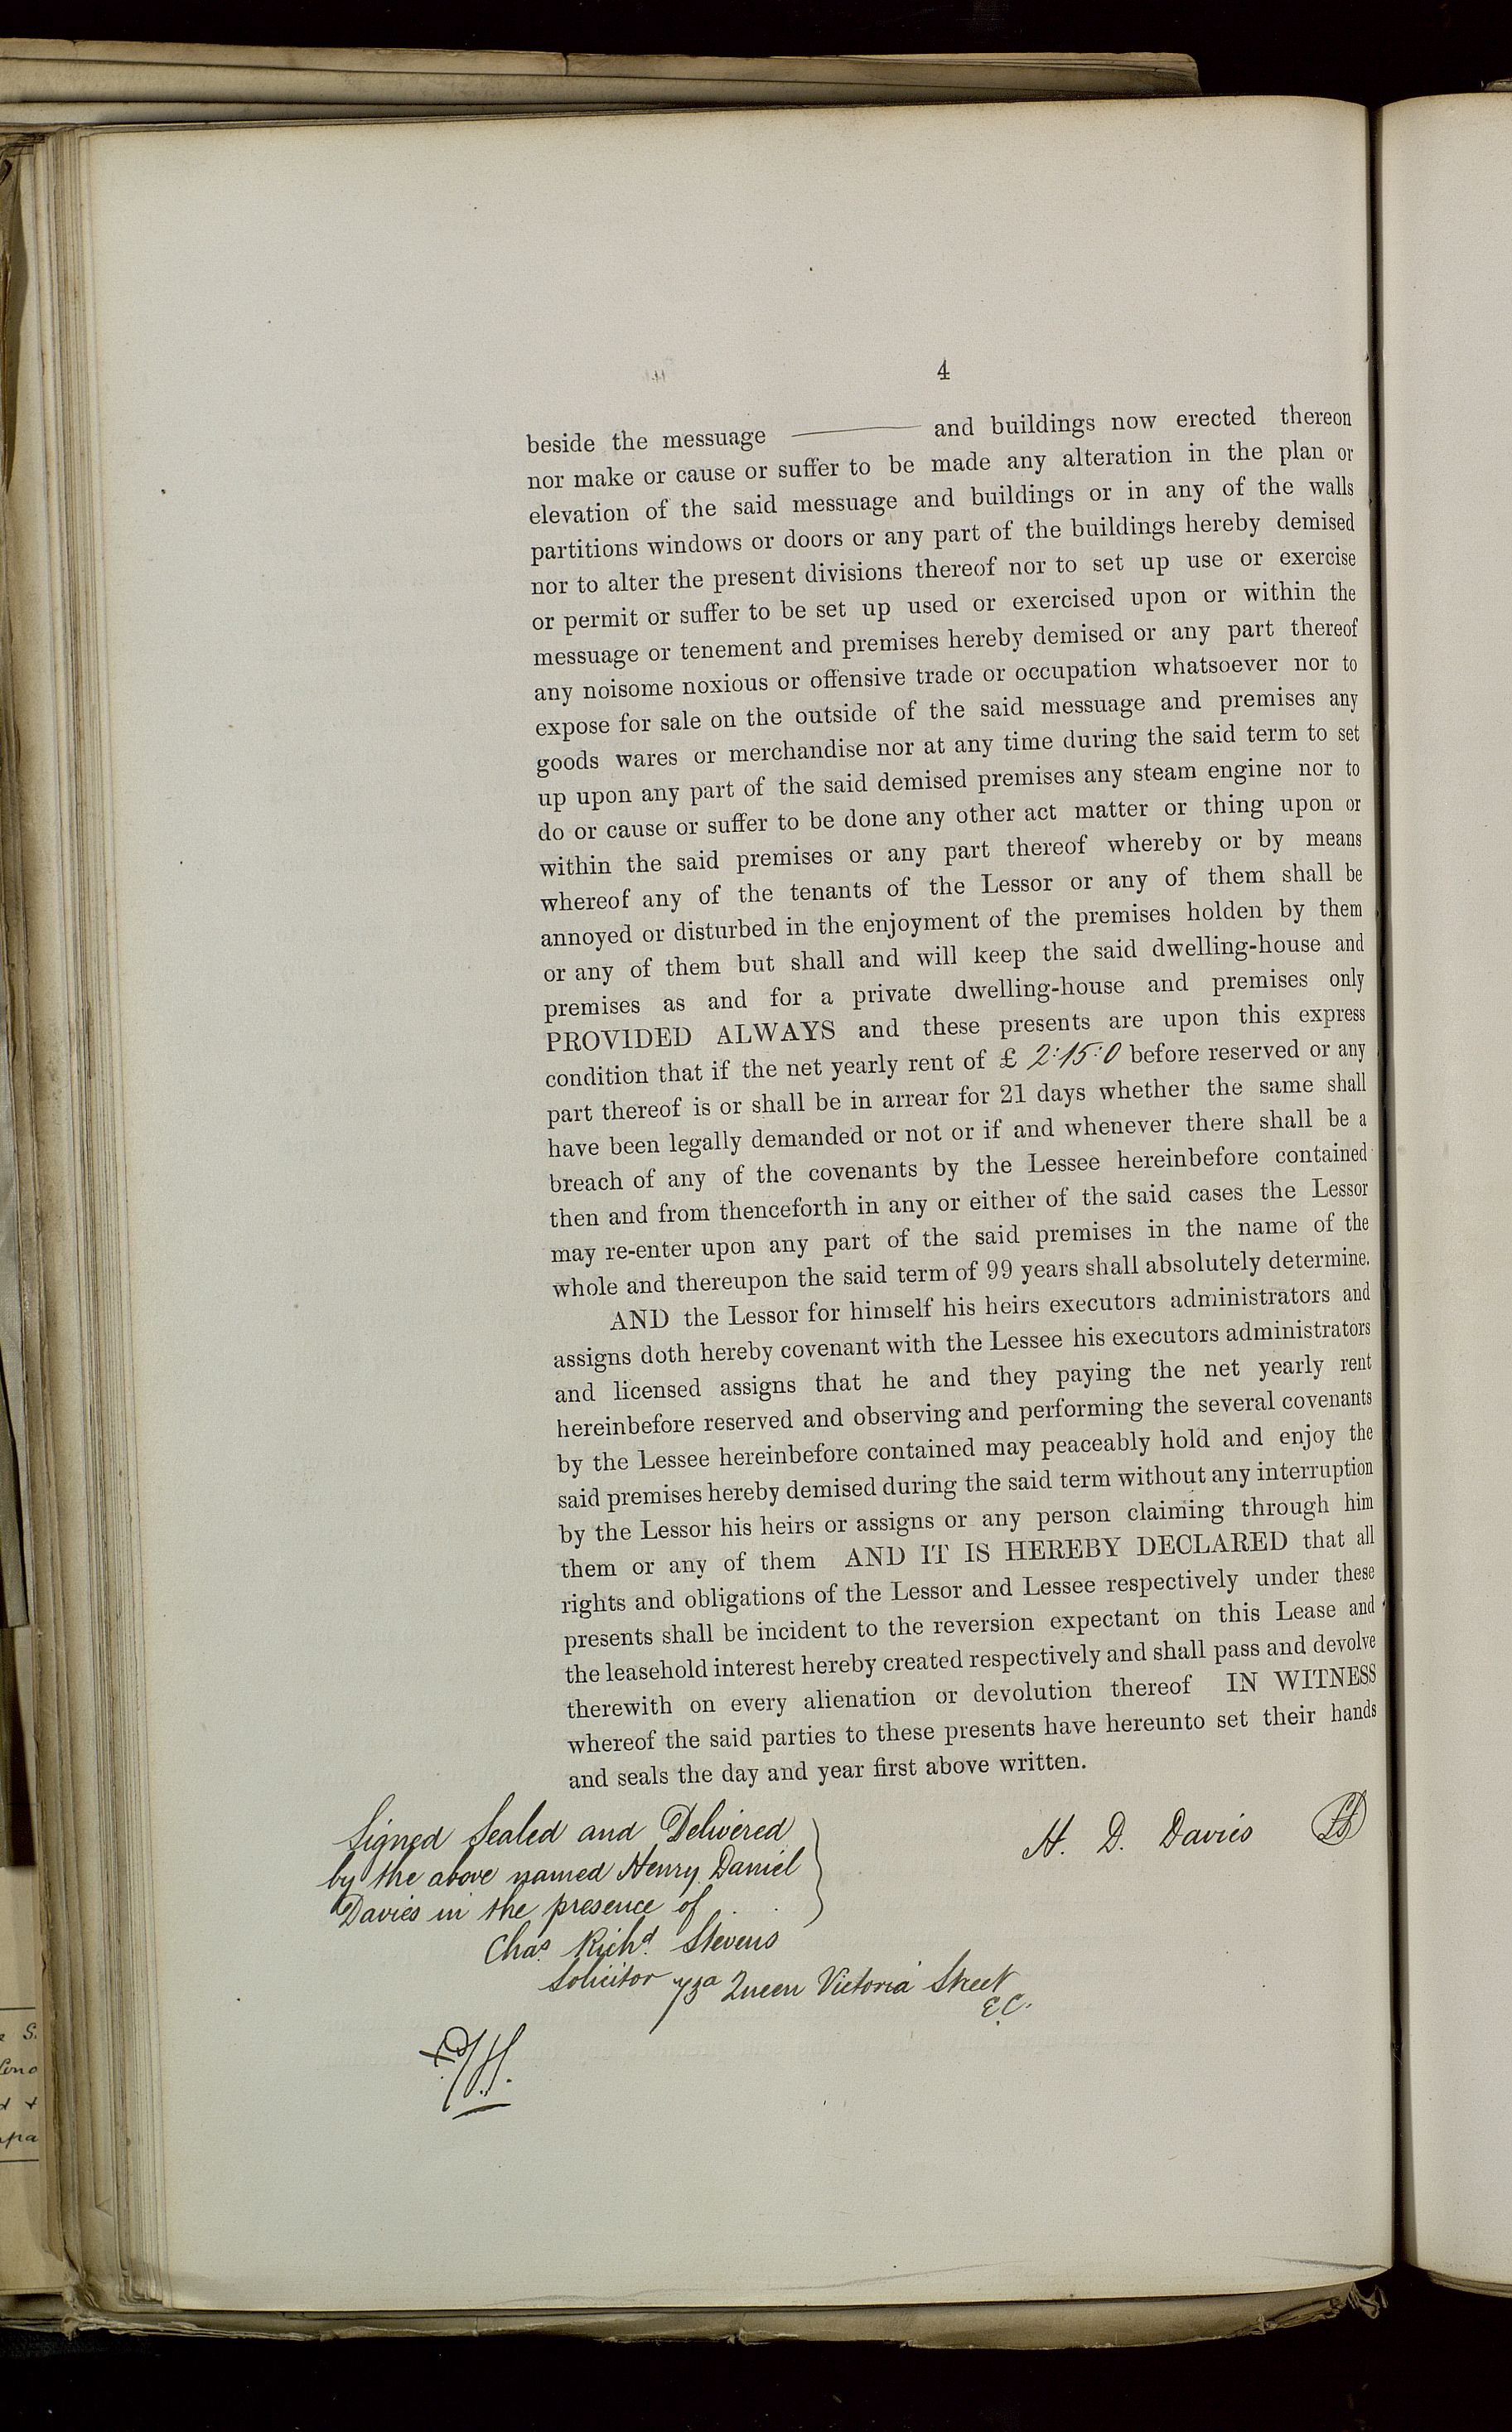 4
beside the messuage ——— and buildings now erected thereon
nor make or cause or suffer to be made any alteration in the plan or
elevation of the said messuage and buildings or in any of the walls
partitions windows or doors or any part of the buildings hereby demised
nor to alter the present divisions thereof nor to set up use or exercise
or permit or suffer to be set up used or exercised upon or within the
messuage or tenement and premises hereby demised or any part thereof
any noisome noxious or offensive trade or occupation whatsoever nor to
expose for sale on the outside of the said messuage and premises any
goods wares or merchandise nor at any time during the said term to set
up upon any part of the said demised premises any steam engine nor to
do or cause or suffer to be done any other act matter or thing upon or
within the said premises or any part thereof whereby or by means
whereof any of the tenants of the Lessor or any of them shall be
annoyed or disturbed in the enjoyment of the premises holden by them
or any of them but shall and will keep the said dwelling-house and
premises as and for a private dwelling-house and premises only
PROVIDED ALWAYS and these presents are upon this express
condition that if the net yearly rent of £ 2:15:0 before reserved or any
part thereof is or shall be in arrear for 21 days whether the same shall
have been legally demanded or not or if and whenever there shall be a
breach of any of the covenants by the Lessee hereinbefore contained
then and from thenceforth in any or either of the said cases the Lessor
may re-enter upon any part of the said premises in the name of the
whole and thereupon the said term of 99 years shall absolutely determine.
AND the Lessor for himself his heirs executors administrators and
assigns doth hereby covenant with the Lessee his executors administrators
and licensed assigns that he and they paying the net yearly rent
hereinbefore reserved and observing and performing the several covenants
by the Lessee hereinbefore contained may peaceably hold and enjoy the
said premises hereby demised during the said term without any interruption
by the Lessor his heirs or assigns or any person claiming through him
them or any of them AND IT IS HEREBY DECLARED that all
rights and obligations of the Lessor and Lessee respectively under these
presents shall be incident to the reversion expectant on this Lease and
the leasehold interest hereby created respectively and shall pass and devolve
therewith on every alienation or devolution thereof IN WITNESS
whereof the said parties to these presents have hereunto set their hands
and seals the day and year first above written.
Signed Sealed and Delivered
by the above named Henry Daniel
Davies in the presence of
H. D. Davies LS
Chas. Richd. Stevens
Solicitor 73a Queen Victoria Street
E.C.